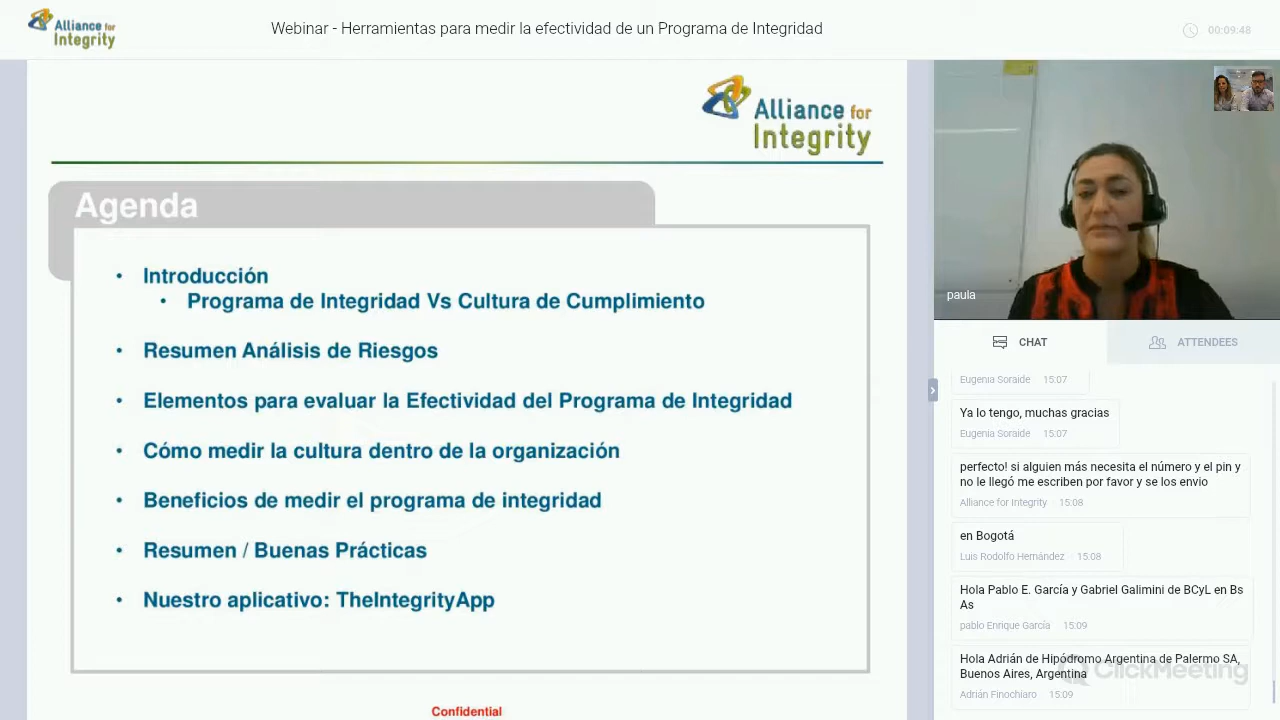 Alliance for
Integrity
Webinar - Herramientas para medir la efectividad de un Programa de Integridad
00:09:48
Alliance for
Integrity
Agenda
• Introducción
• Programa de Integridad Vs Cultura de Cumplimiento
• Resumen Análisis de Riesgos
• Elementos para evaluar la Efectividad del Programa de Integridad
• Cómo medir la cultura dentro de la organización
• Beneficios de medir el programa de integridad
• Resumen / Buenas Prácticas
• Nuestro aplicativo: TheIntegrityApp
Confidential
paula
CHAT
ATTENDEES
Eugenia Soraide 15:07
Ya lo tengo, muchas gracias
Eugenia Soraide 15:07
perfecto! si alguien más necesita el número y el pin y
no le llegó me escriben por favor y se los envio
Alliance for Integrity 15:08
en Bogotá
Luis Rodolfo Hernández 15:08
Hola Pablo E. García y Gabriel Galimini de BCyL en Bs
As
pablo Enrique García 15:09
Hola Adrián de Hipódromo Argentina de Palermo SA,
Buenos Aires, Argentina
Adrián Finochiaro 15:09
ClickMeeting